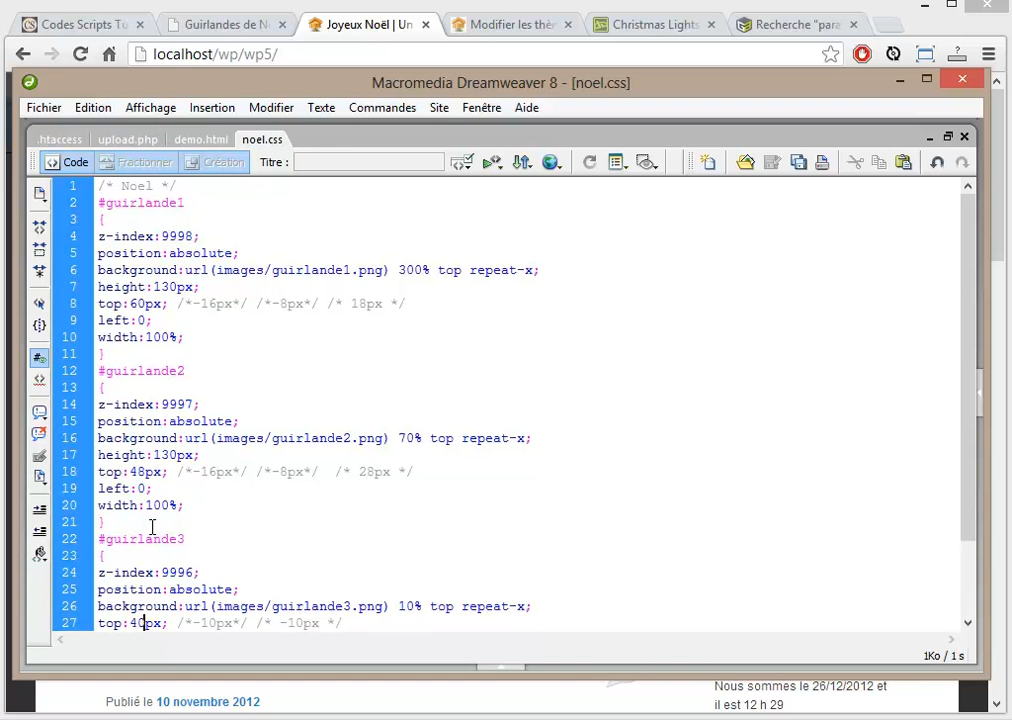 Codes Scripts Tu
Guirlandes de No
Joyeux Noël | Un
Modifier les thèn
Christmas Lights
Recherche "para
localhost/wp/wp5/
Macromedia Dreamweaver 8 - [noel.css]
Fichier Edition Affichage Insertion Modifier Texte Commandes Site Fenêtre Aide
.htaccess upload.php demo.html noel.css
Code Fractionner Création Titre :
1 /* Noel */
2 #guirlande1
3 {
4 z-index:9998;
5 position:absolute;
6 background:url(images/guirlande1.png) 300% top repeat-x;
7 height:130px;
8 top:60px; /*-16px*/ /*-8px*/ /* 18px */
9 left:0;
10 width:100%;
11 }
12 #guirlande2
13 {
14 z-index:9997;
15 position:absolute;
16 background:url(images/guirlande2.png) 70% top repeat-x;
17 height:130px;
18 top:48px; /*-16px*/ /*-8px*/ /* 28px */
19 left:0;
20 width:100%;
21 }
22 #guirlande3
23 {
24 z-index:9996;
25 position:absolute;
26 background:url(images/guirlande3.png) 10% top repeat-x;
27 top:40px; /*-10px*/ /* -10px */
1Ko / 1 s
Publié le 10 novembre 2012
Nous sommes le 26/12/2012 et
il est 12 h 29